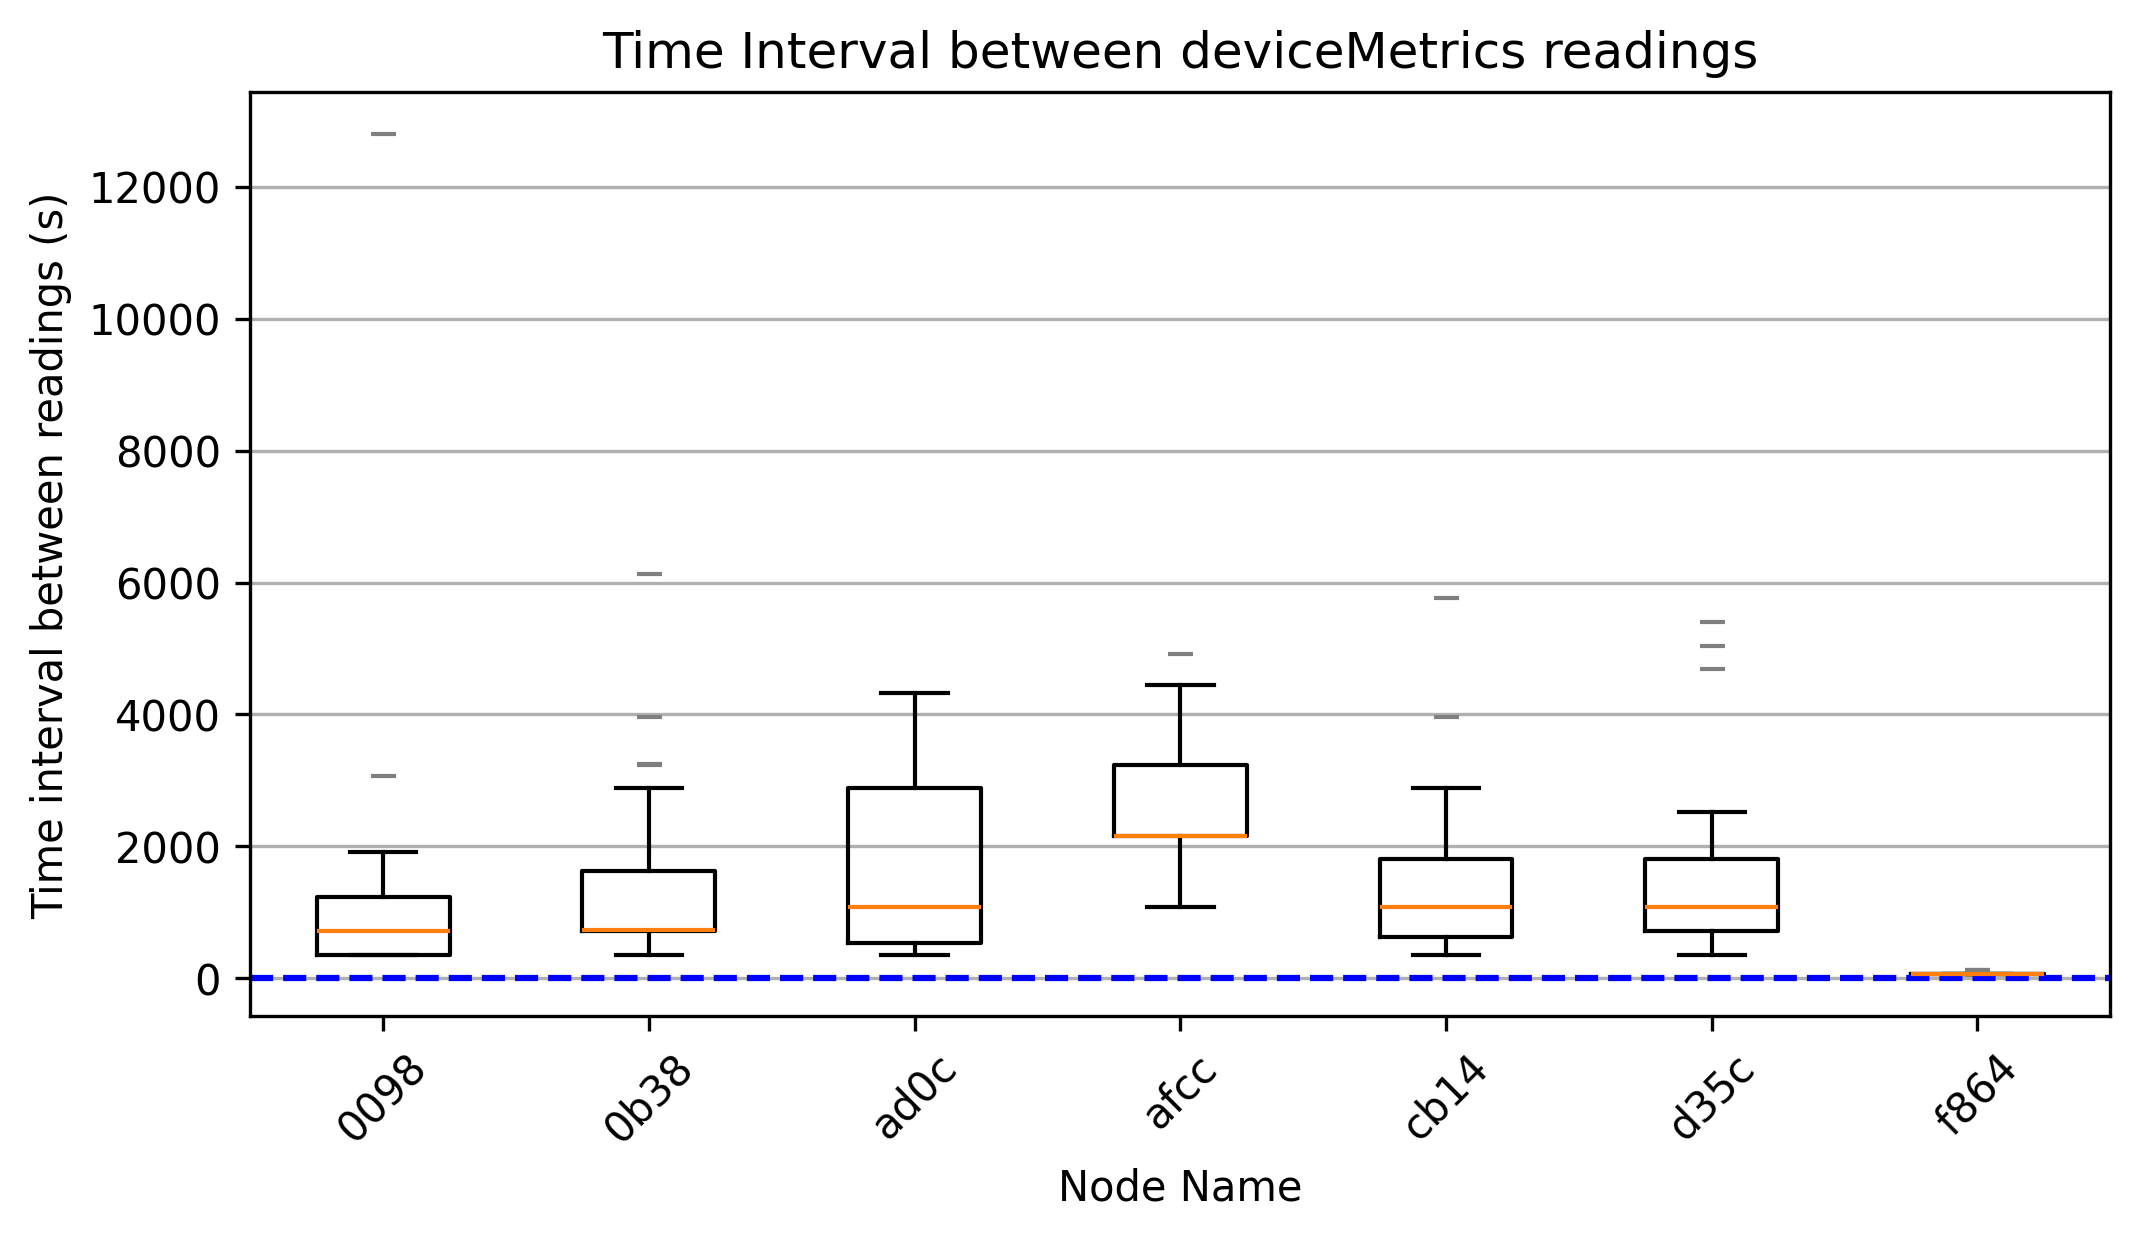 Time Interval between deviceMetrics readings
Time interval between readings (s)
12000
10000
8000
6000
4000
2000
0
0098
0b38
ad0c
afcc
cb14
d35c
f864
Node Name